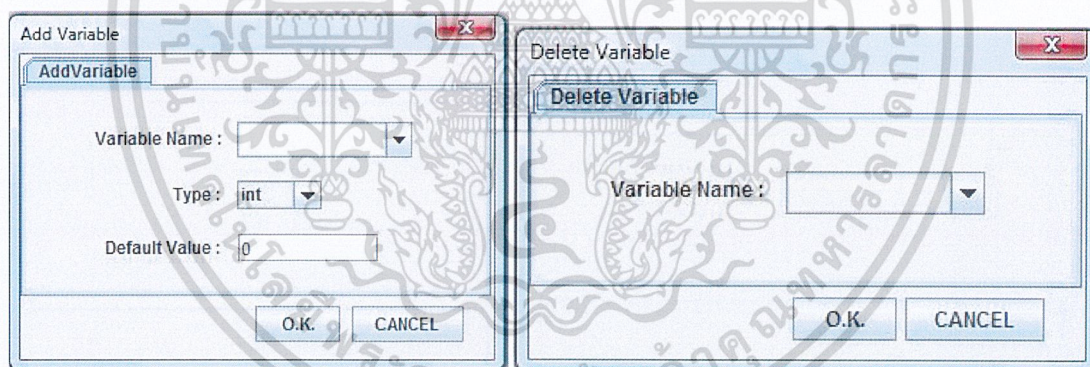 Add Variable
AddVariable
Variable Name :
Type : int
Default Value : 0
O.K. CANCEL
Delete Variable
Delete Variable
Variable Name :
O.K. CANCEL